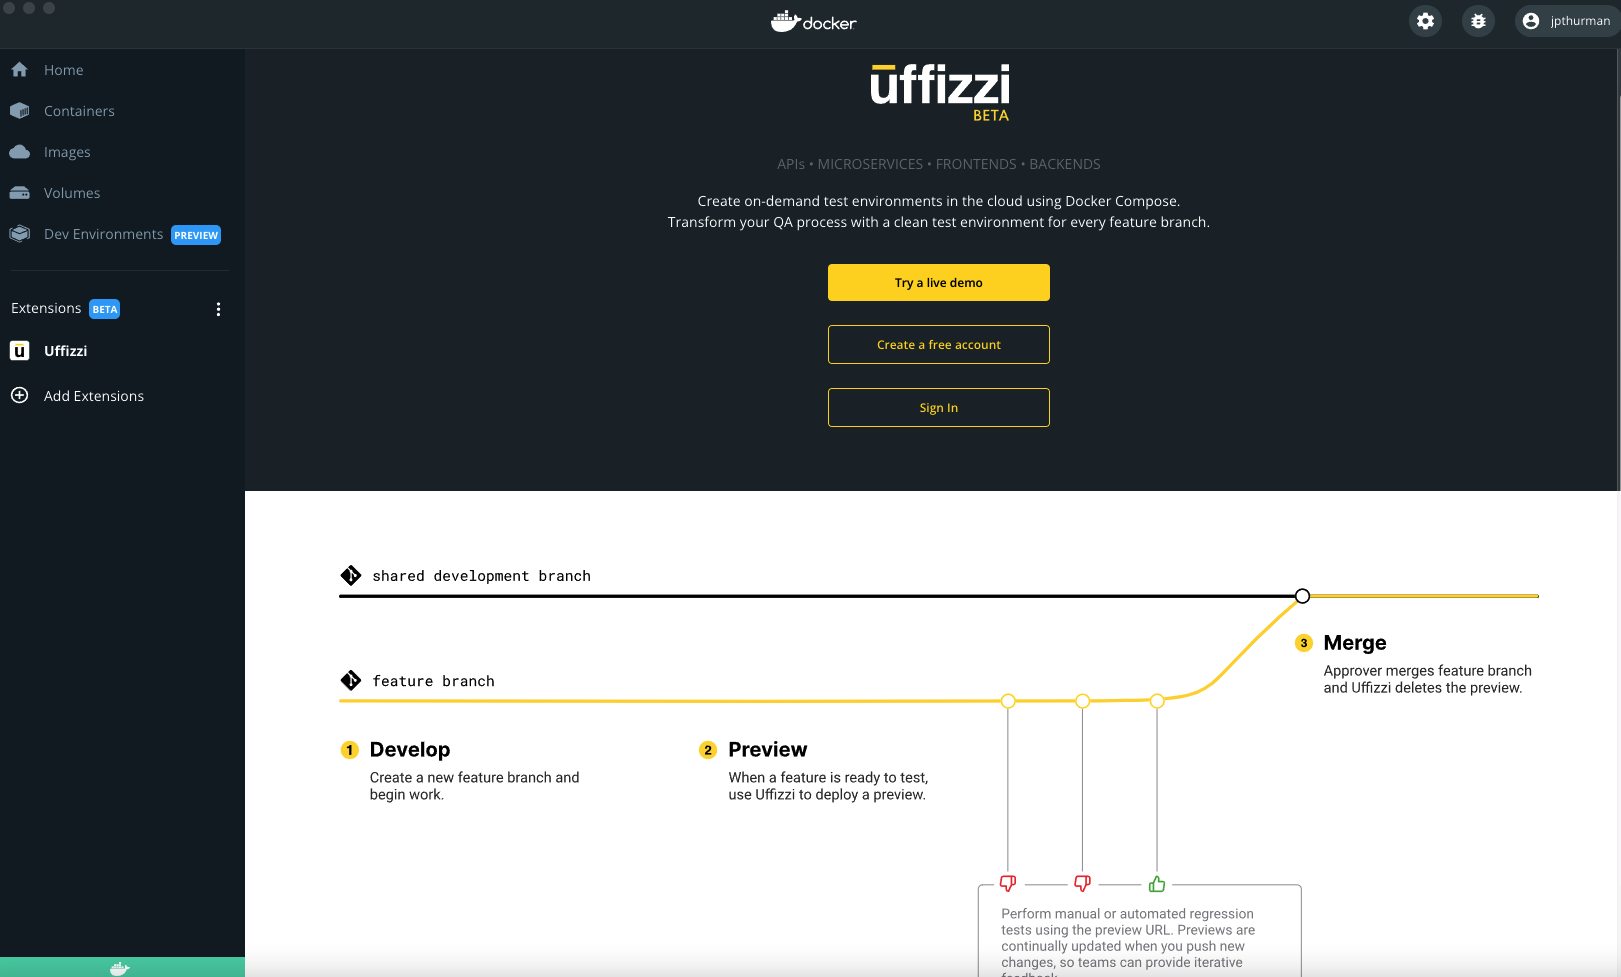 docker
jpthurman
Home
Containers
Images
Volumes
Dev Environments PREVIEW
Extensions BETA
ū Uffizzi
Add Extensions
ūffizzi
BETA
APIs • MICROSERVICES • FRONTENDS • BACKENDS
Create on-demand test environments in the cloud using Docker Compose.
Transform your QA process with a clean test environment for every feature branch.
Try a live demo
Create a free account
Sign In
shared development branch
3 Merge
Approver merges feature branch
and Uffizzi deletes the preview.
feature branch
1 Develop
Create a new feature branch and
begin work.
2 Preview
When a feature is ready to test,
use Uffizzi to deploy a preview.
Perform manual or automated regression
tests using the preview URL. Previews are
continually updated when you push new
changes, so teams can provide iterative